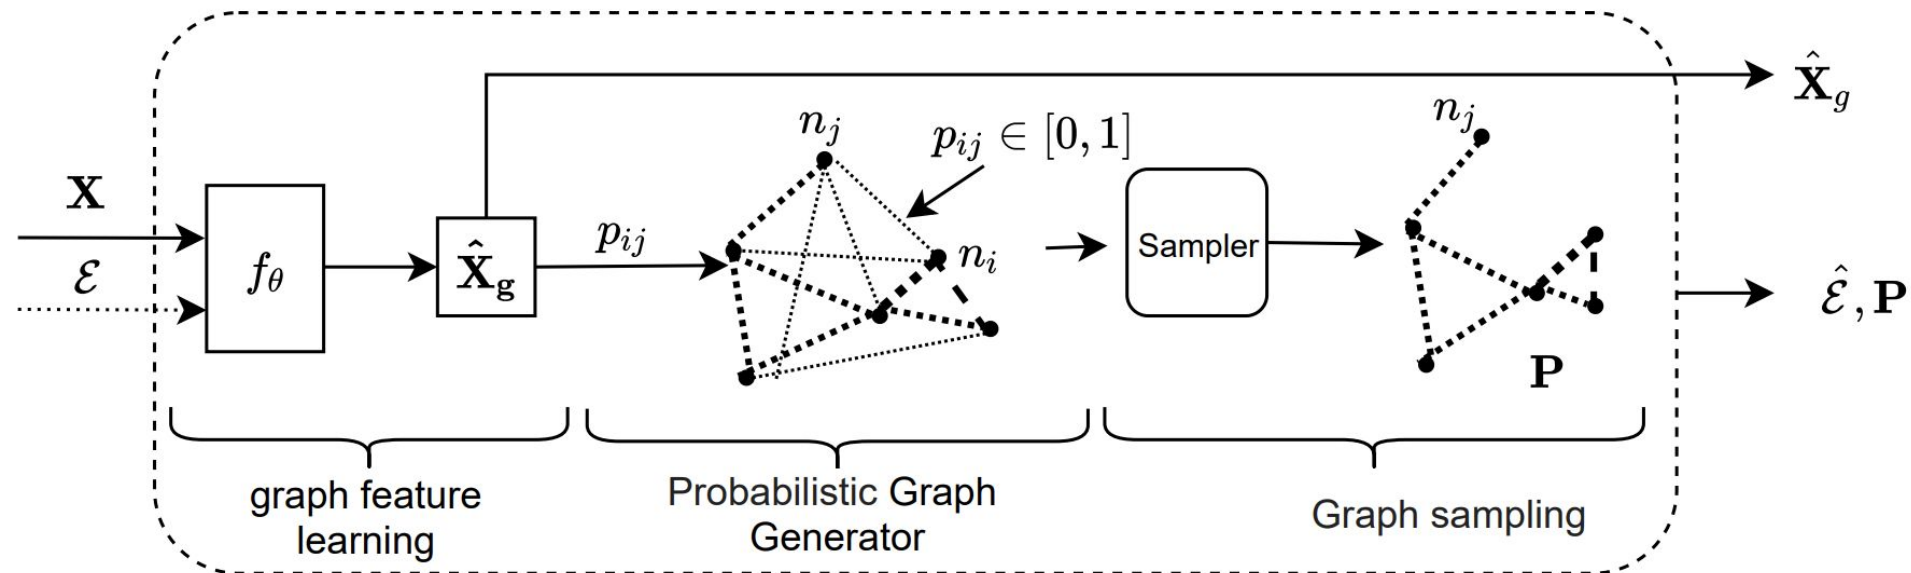 X̂_g
n_j
n_j
p_ij ∈ [0, 1]
X
ℰ
f_θ
X̂_g
p_ij
n_i
Sampler
ℰ̂, P
P
graph feature
learning
Probabilistic Graph
Generator
Graph sampling